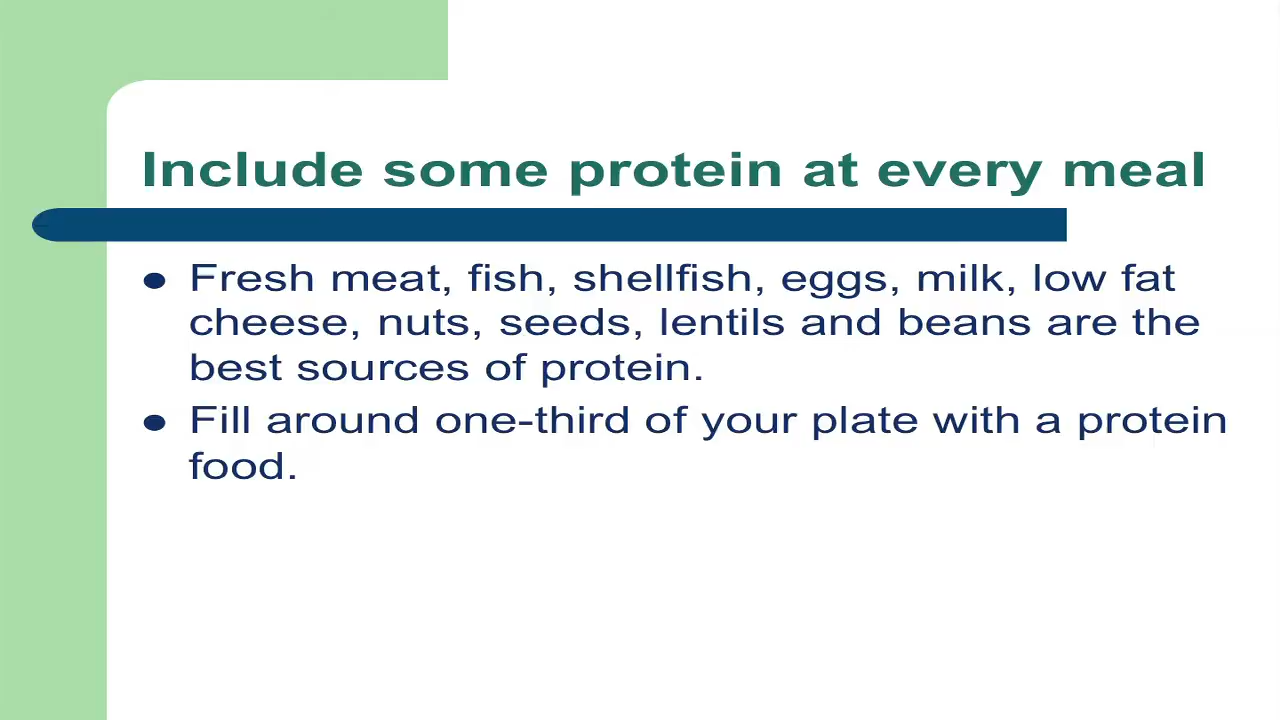 Include some protein at every meal
● Fresh meat, fish, shellfish, eggs, milk, low fat
cheese, nuts, seeds, lentils and beans are the
best sources of protein.
● Fill around one-third of your plate with a protein
food.